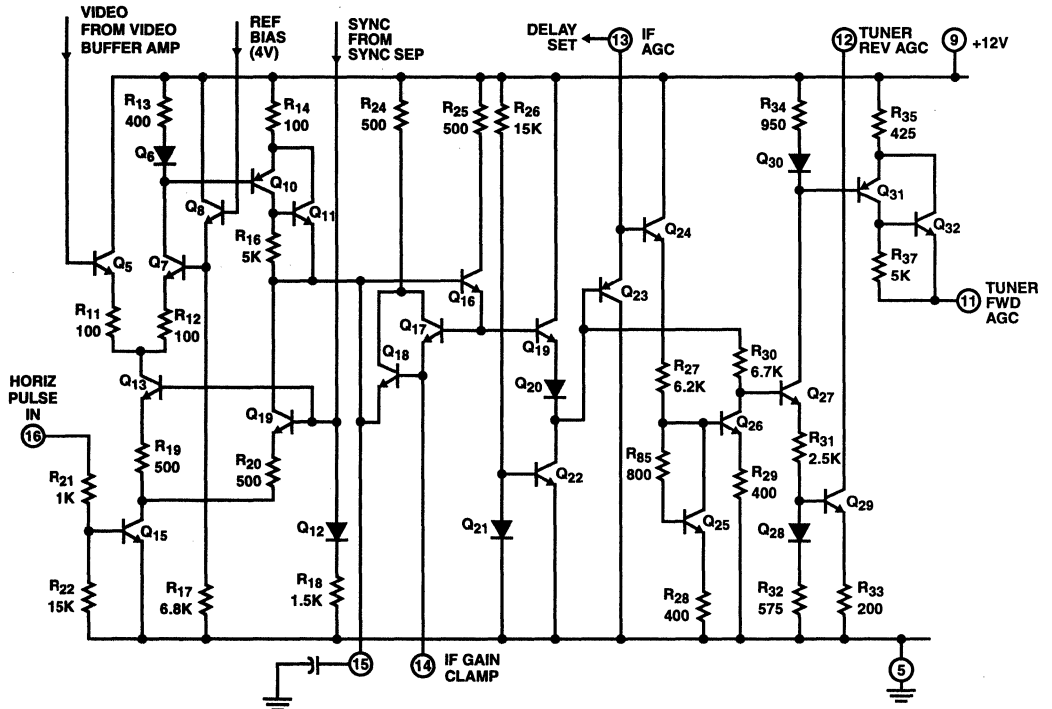 VIDEO
FROM VIDEO
BUFFER AMP
REF
BIAS
(4V)
SYNC
FROM
SYNC SEP
DELAY
SET
13
IF
AGC
12
TUNER
REV AGC
9
+12V
R13
400
R14
100
R24
500
R25
500
R26
15K
R34
950
R35
425
Q6
Q10
Q30
Q31
Q8
Q11
Q24
Q32
R16
5K
R37
5K
Q5
Q7
Q16
Q23
11
TUNER
FWD
AGC
R11
100
R12
100
Q17
Q19
Q18
R30
6.7K
Q13
Q20
R27
6.2K
Q27
HORIZ
PULSE
IN
16
Q19
Q26
R31
2.5K
R19
500
R20
500
Q22
R85
800
R29
400
Q29
R21
1K
Q15
Q12
Q21
Q25
Q28
R22
15K
R17
6.8K
R18
1.5K
R28
400
R32
575
R33
200
15
14
IF GAIN
CLAMP
5